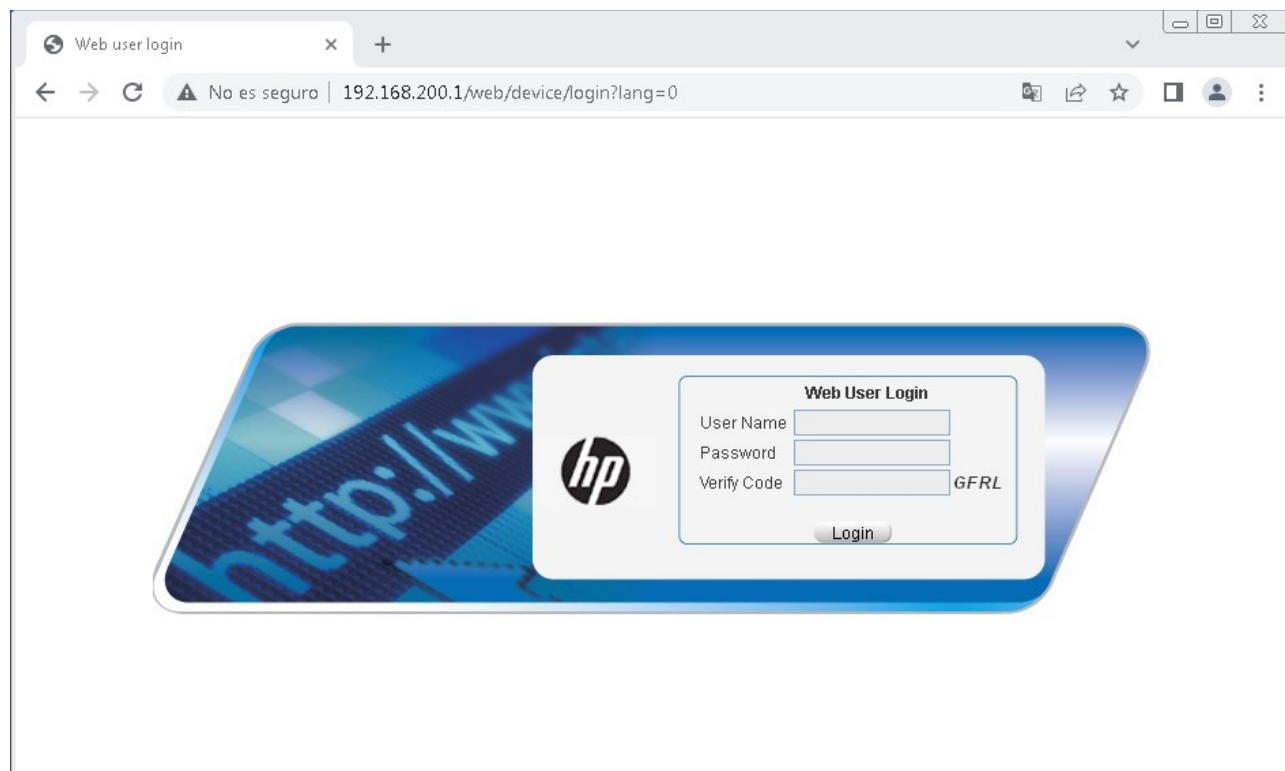 Web user login
No es seguro | 192.168.200.1/web/device/login?lang=0
http://www
hp
Web User Login
User Name
Password
Verify Code GFRL
Login